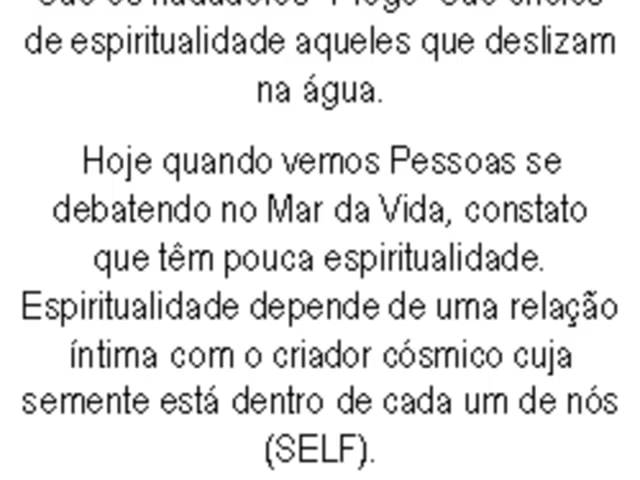 de espiritualidade aqueles que deslizam
na água.
Hoje quando vemos Pessoas se
debatendo no Mar da Vida, constato
que têm pouca espiritualidade.
Espiritualidade depende de uma relação
íntima com o criador cósmico cuja
semente está dentro de cada um de nós
(SELF).